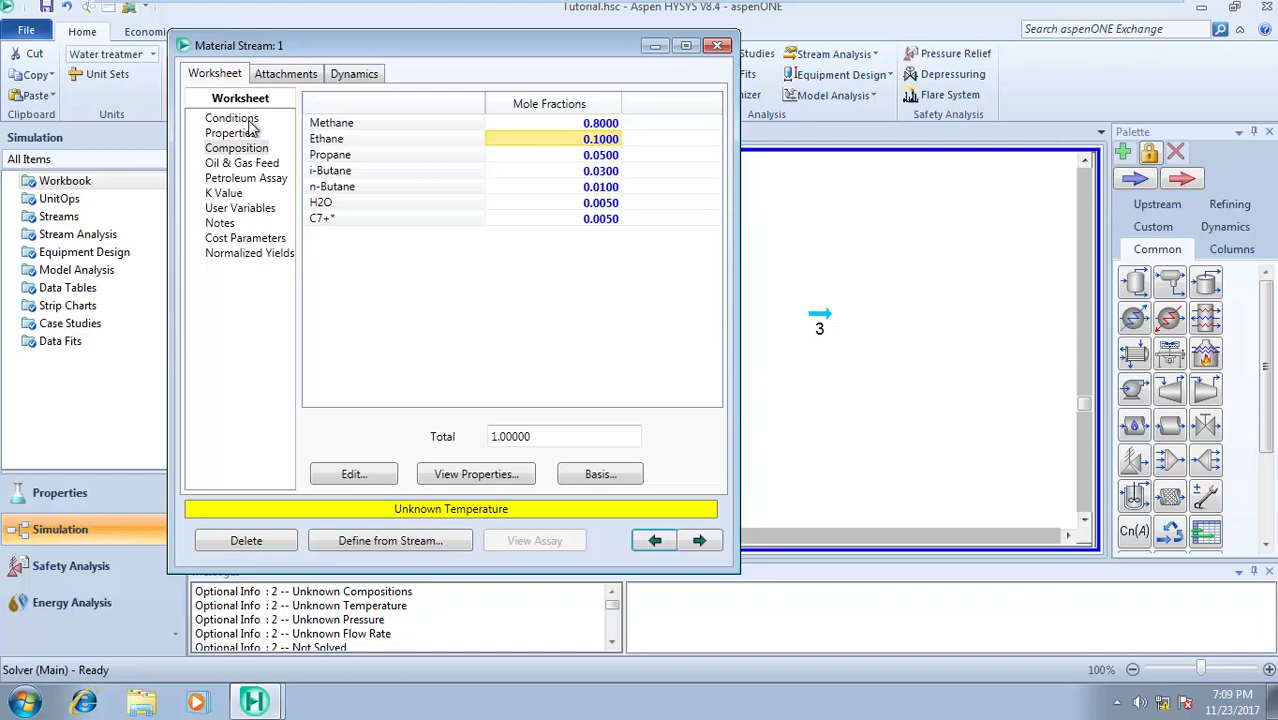 Tutorial.hsc - Aspen HYSYS V8.4 - aspenONE
File
Home
Economi
Search aspenONE Exchange
Cut
Copy
Paste
Clipboard
Water treatmer
Unit Sets
Units
Studies
Stream Analysis
Pressure Relief
Fits
Equipment Design
Depressuring
nizer
Model Analysis
Flare System
Analysis
Safety Analysis
Simulation
All Items
Workbook
UnitOps
Streams
Stream Analysis
Equipment Design
Model Analysis
Data Tables
Strip Charts
Case Studies
Data Fits
Properties
Simulation
Safety Analysis
Energy Analysis
Material Stream: 1
Worksheet
Attachments
Dynamics
Worksheet
Conditions
Properties
Composition
Oil & Gas Feed
Petroleum Assay
K Value
User Variables
Notes
Cost Parameters
Normalized Yields
Mole Fractions
Methane 0.8000
Ethane 0.1000
Propane 0.0500
i-Butane 0.0300
n-Butane 0.0100
H2O 0.0050
C7+* 0.0050
Total 1.00000
Edit...
View Properties...
Basis...
Unknown Temperature
Delete
Define from Stream...
View Assay
3
Palette
Upstream
Refining
Custom
Dynamics
Common
Columns
Cn(A)
Optional Info : 2 -- Unknown Compositions
Optional Info : 2 -- Unknown Temperature
Optional Info : 2 -- Unknown Pressure
Optional Info : 2 -- Unknown Flow Rate
Optional Info : 2 -- Not Solved
Solver (Main) - Ready
100%
7:09 PM
11/23/2017